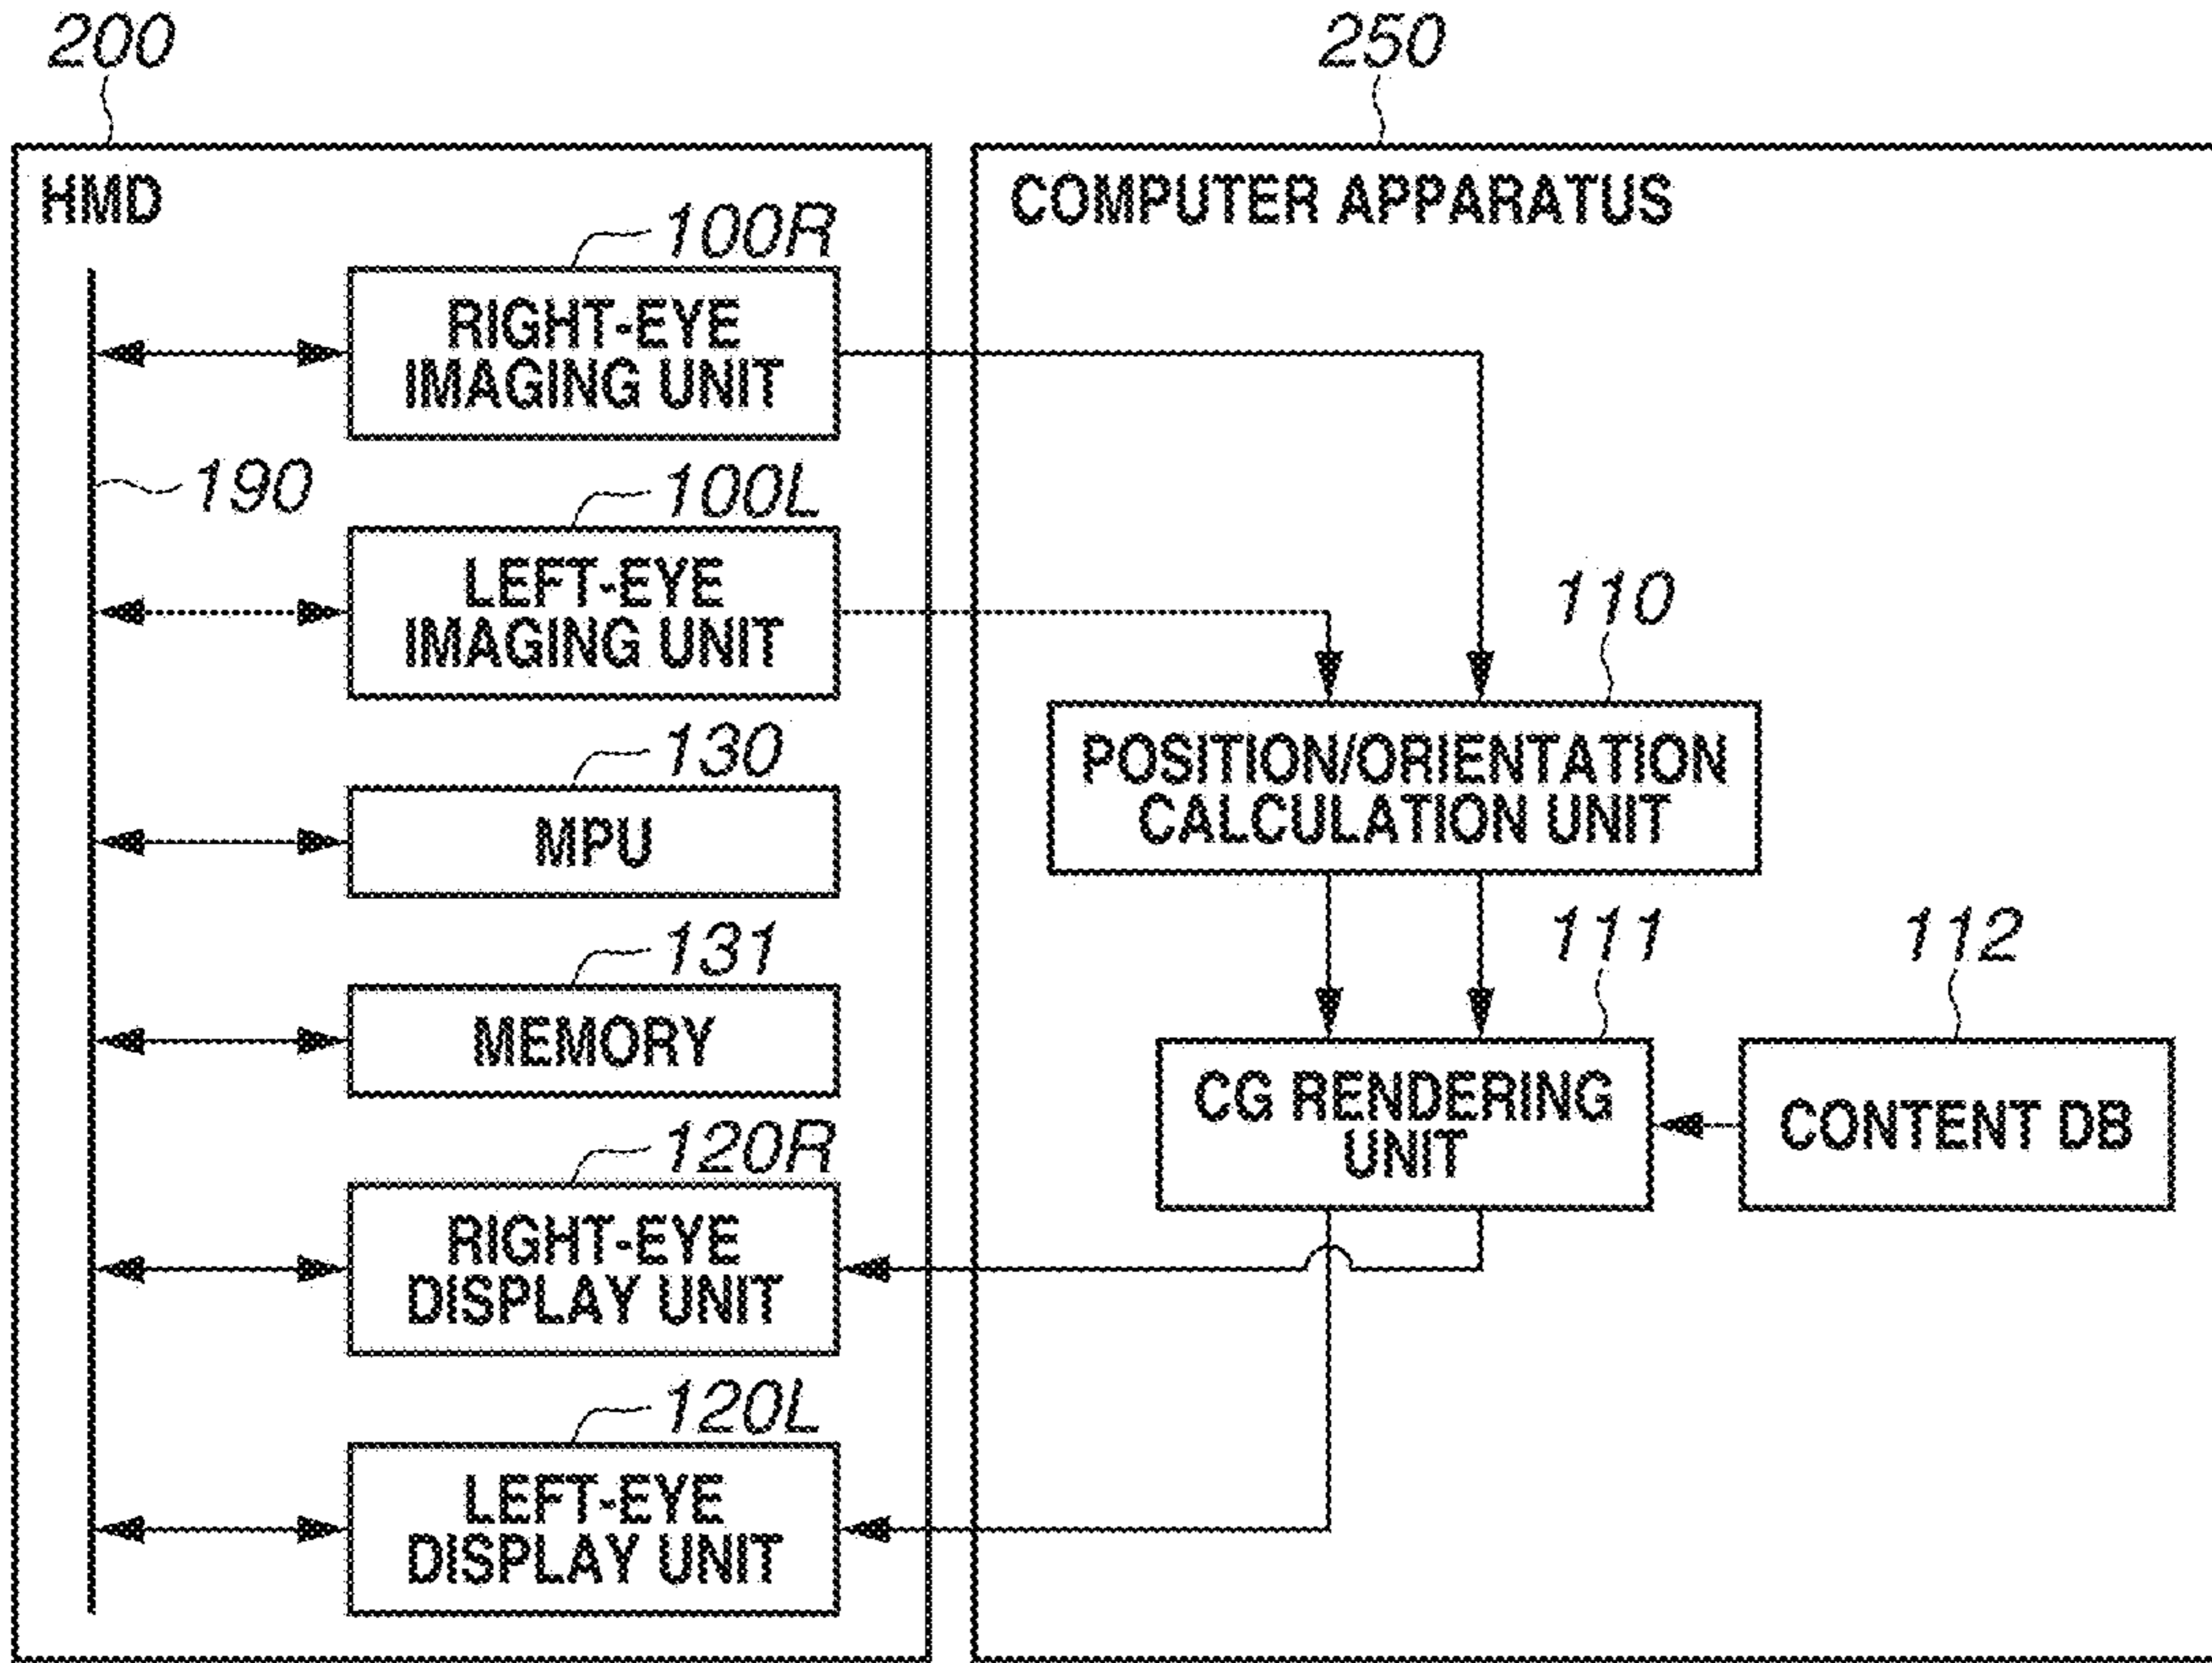 200
250
HMD
COMPUTER APPARATUS
100R
RIGHT-EYE
IMAGING UNIT
190
100L
LEFT-EYE
IMAGING UNIT
110
POSITION/ORIENTATION
CALCULATION UNIT
130
MPU
111
112
131
MEMORY
CG RENDERING
UNIT
CONTENT DB
120R
RIGHT-EYE
DISPLAY UNIT
120L
LEFT-EYE
DISPLAY UNIT